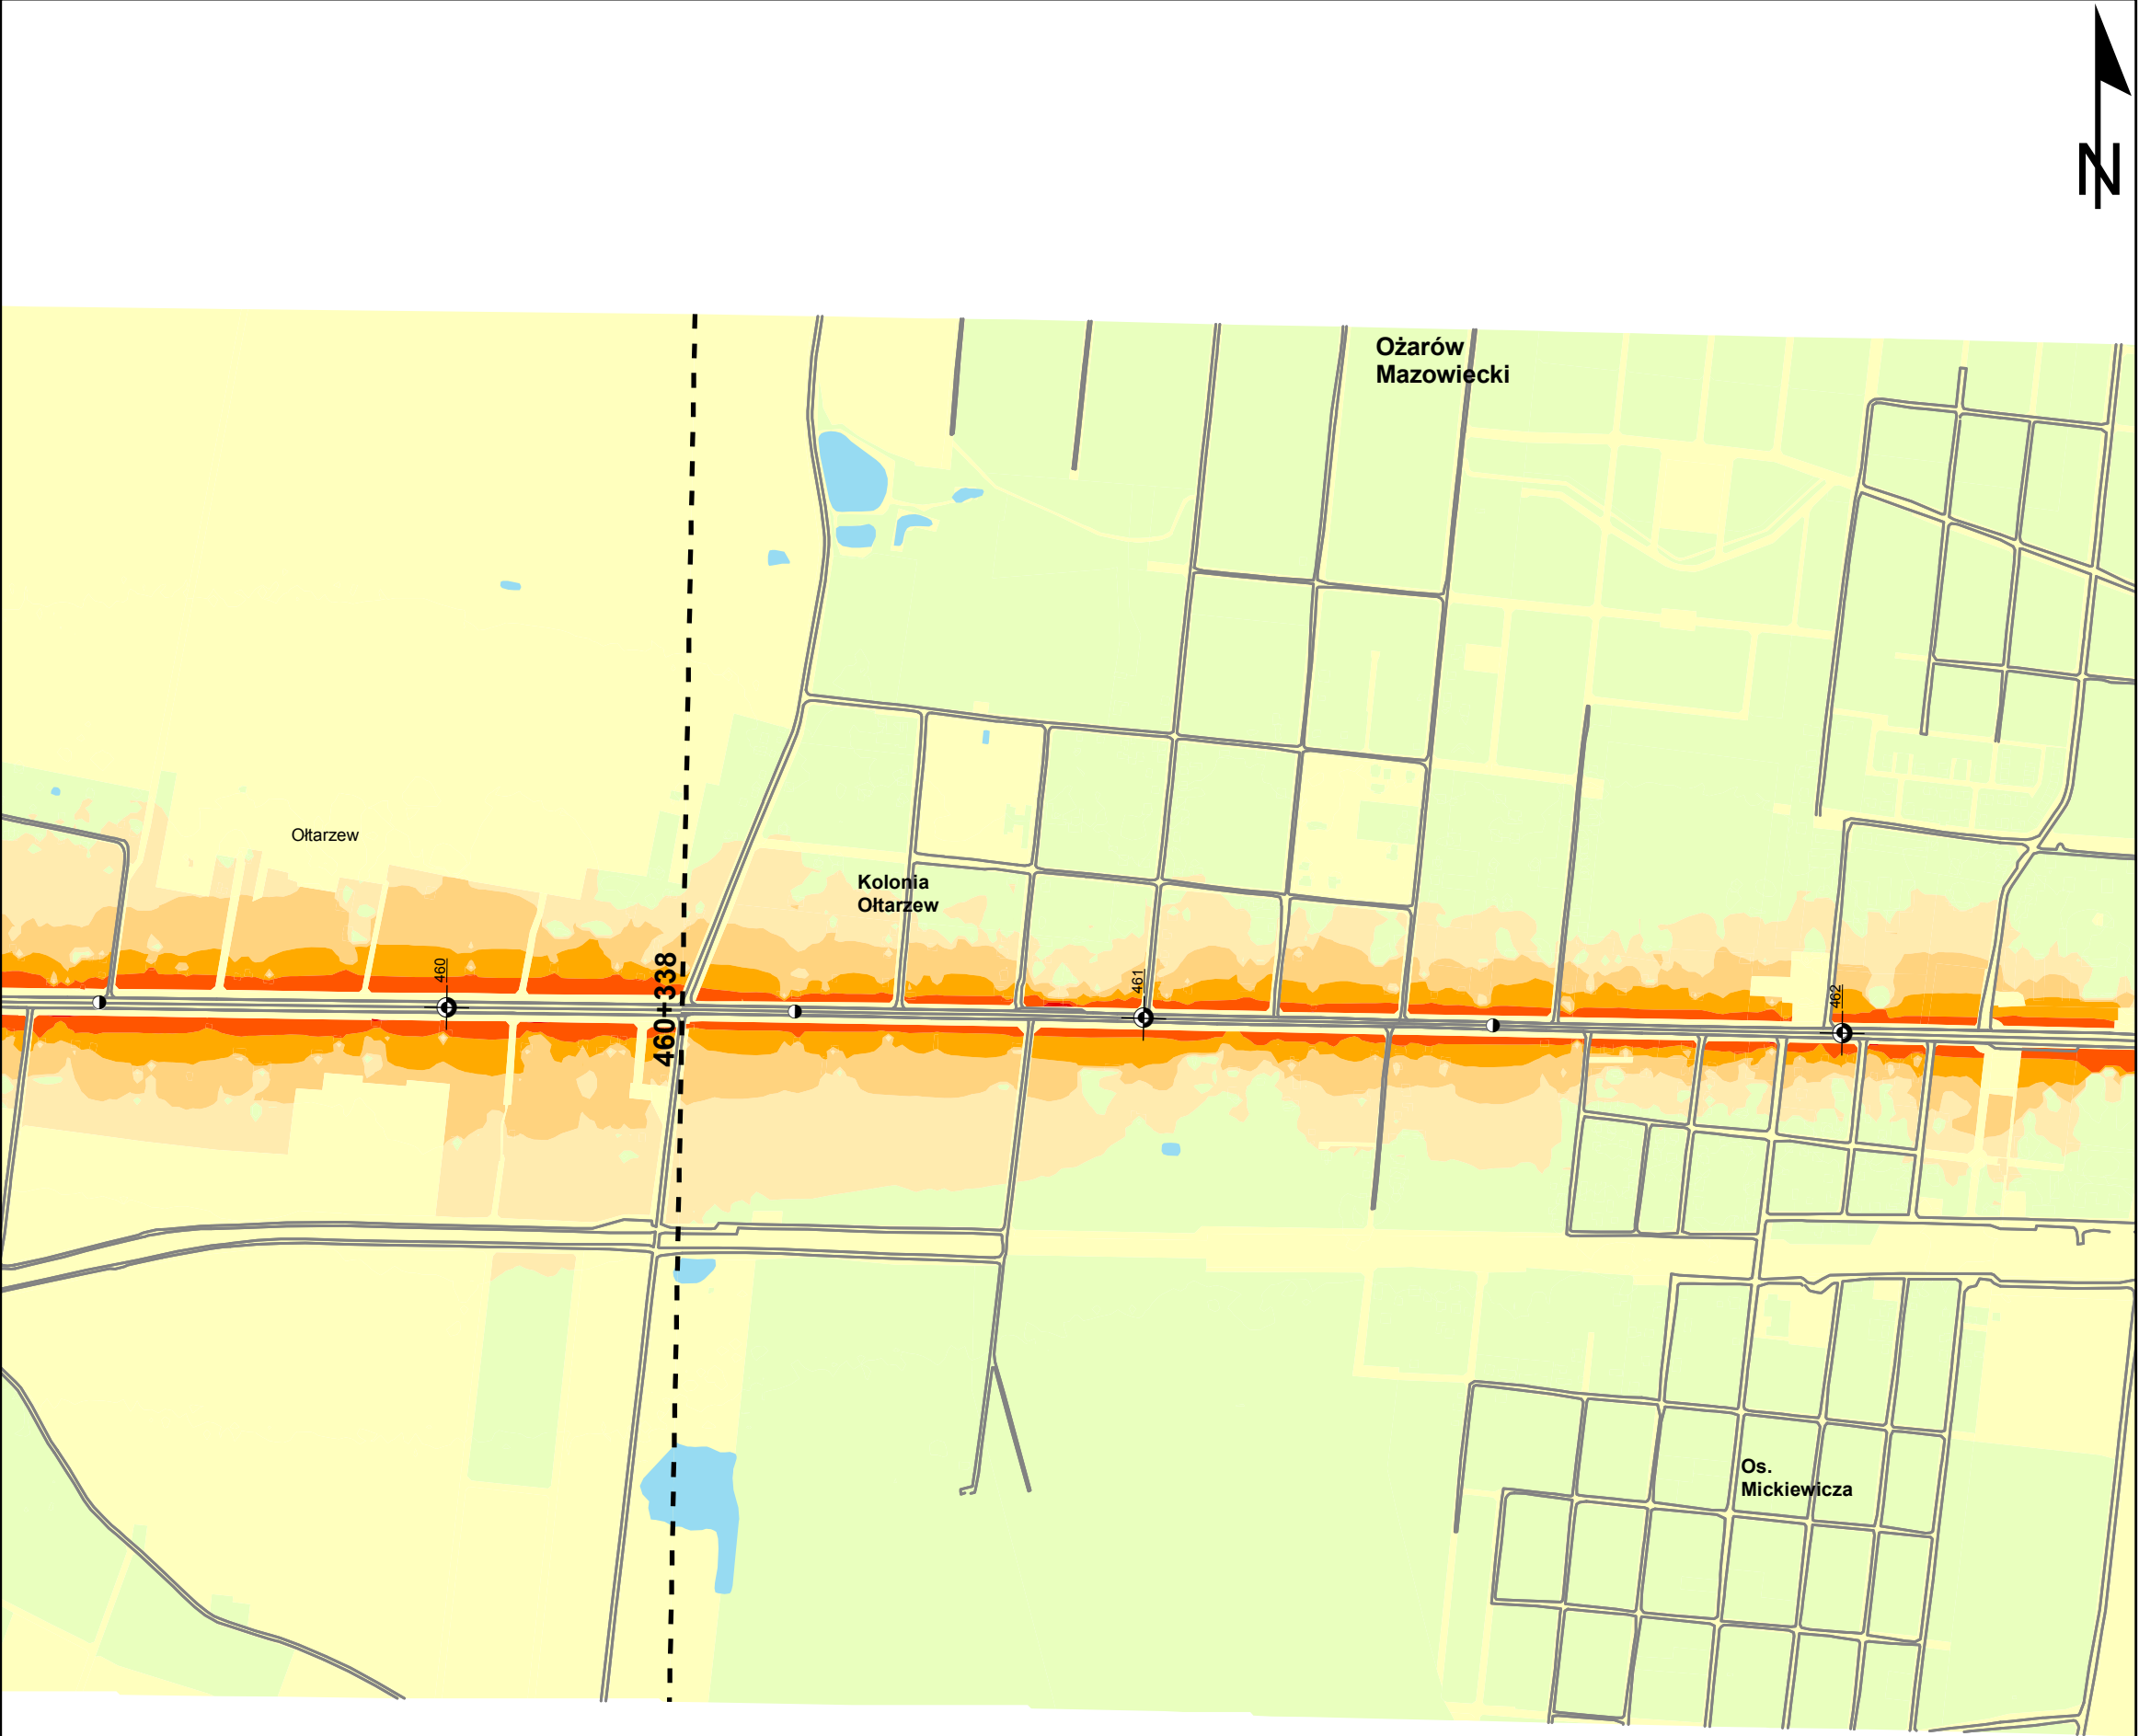 N
Ożarów
Mazowiecki
Ołtarzew
Kolonia
Ołtarzew
460
460+338
461
462
Os.
Mickiewicza